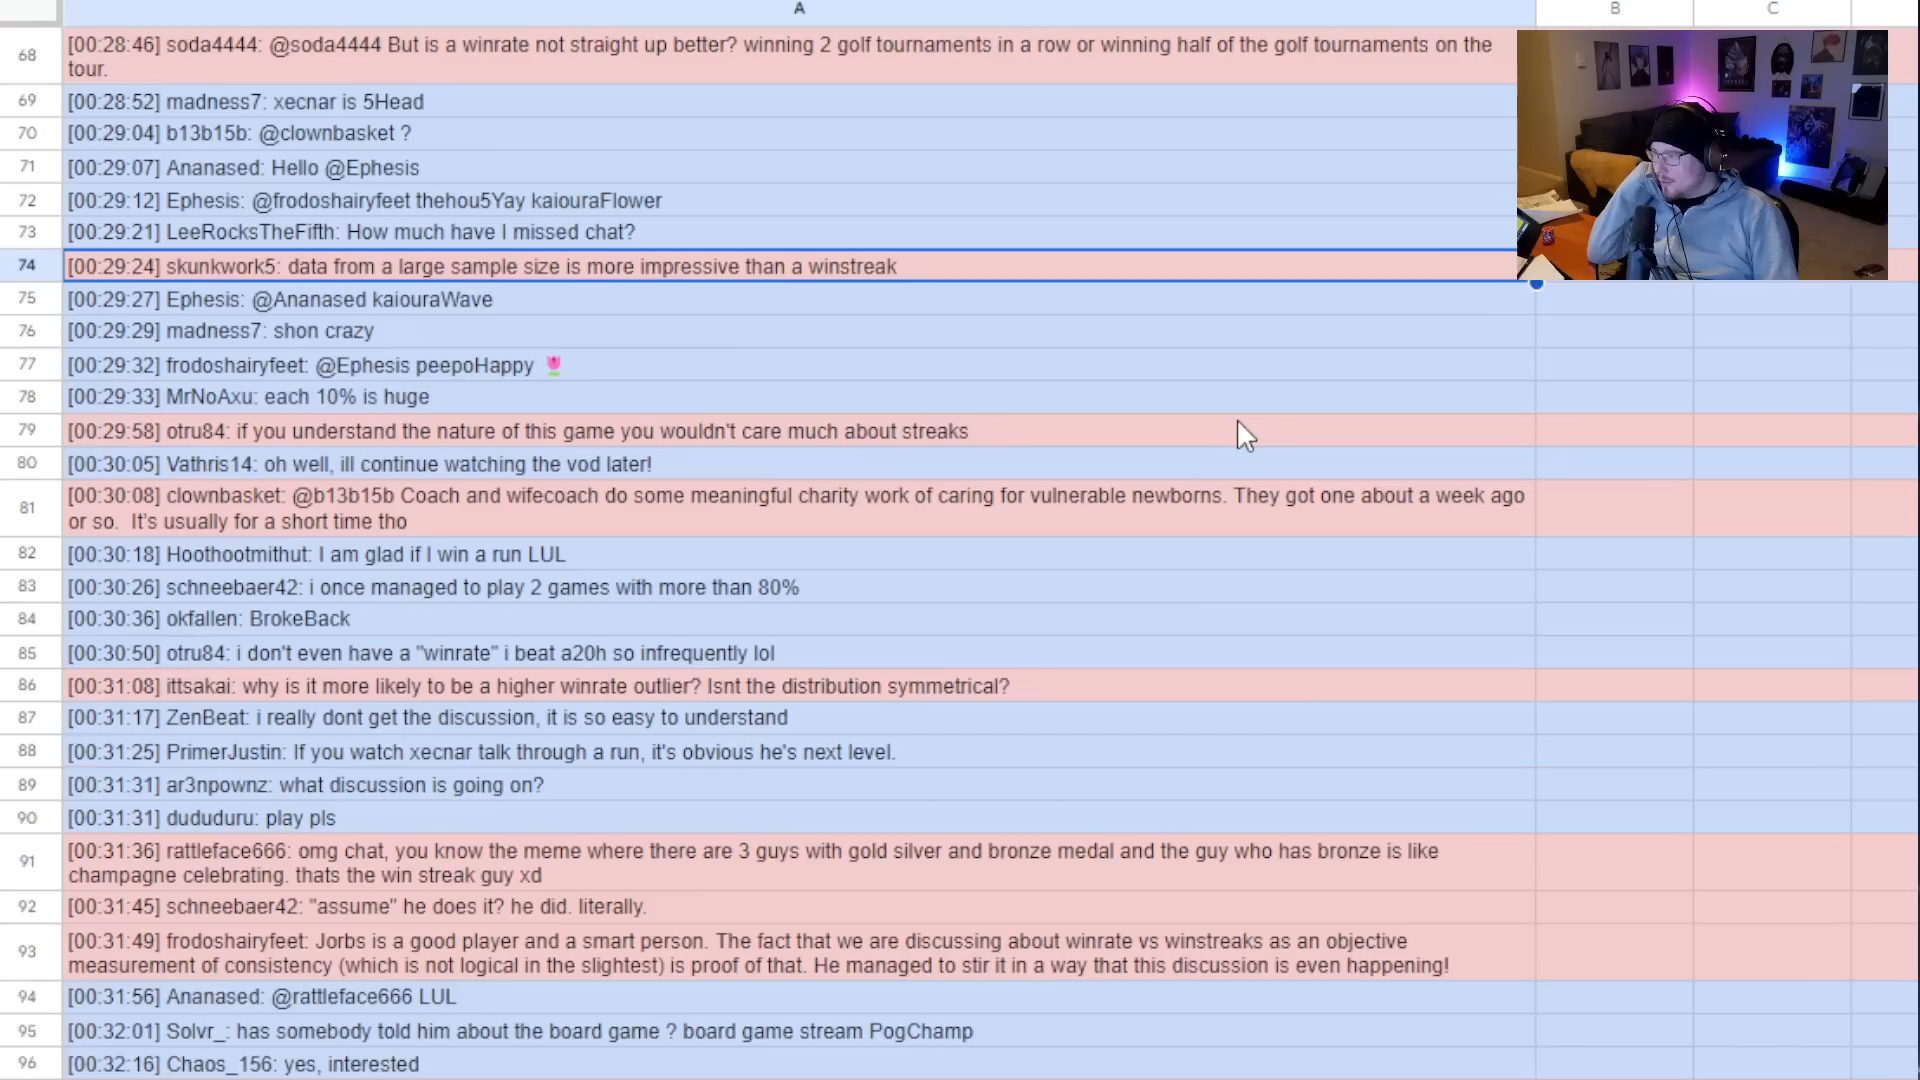 A
B
C
68
[00:28:46] soda4444: @soda4444 But is a winrate not straight up better? winning 2 golf tournaments in a row or winning half of the golf tournaments on the
tour.
69
[00:28:52] madness7: xecnar is 5Head
70
[00:29:04] b13b15b: @clownbasket ?
71
[00:29:07] Ananased: Hello @Ephesis
72
[00:29:12] Ephesis: @frodoshairyfeet thehou5Yay kaiouraFlower
73
[00:29:21] LeeRocksTheFifth: How much have I missed chat?
74
[00:29:24] skunkwork5: data from a large sample size is more impressive than a winstreak
75
[00:29:27] Ephesis: @Ananased kaiouraWave
76
[00:29:29] madness7: shon crazy
77
[00:29:32] frodoshairyfeet: @Ephesis peepoHappy 🌷
78
[00:29:33] MrNoAxu: each 10% is huge
79
[00:29:58] otru84: if you understand the nature of this game you wouldn't care much about streaks
80
[00:30:05] Vathris14: oh well, ill continue watching the vod later!
81
[00:30:08] clownbasket: @b13b15b Coach and wifecoach do some meaningful charity work of caring for vulnerable newborns. They got one about a week ago
or so.  It's usually for a short time tho
82
[00:30:18] Hoothootmithut: I am glad if I win a run LUL
83
[00:30:26] schneebaer42: i once managed to play 2 games with more than 80%
84
[00:30:36] okfallen: BrokeBack
85
[00:30:50] otru84: i don't even have a "winrate" i beat a20h so infrequently lol
86
[00:31:08] ittsakai: why is it more likely to be a higher winrate outlier? Isnt the distribution symmetrical?
87
[00:31:17] ZenBeat: i really dont get the discussion, it is so easy to understand
88
[00:31:25] PrimerJustin: If you watch xecnar talk through a run, it's obvious he's next level.
89
[00:31:31] ar3npownz: what discussion is going on?
90
[00:31:31] dududuru: play pls
91
[00:31:36] rattleface666: omg chat, you know the meme where there are 3 guys with gold silver and bronze medal and the guy who has bronze is like
champagne celebrating. thats the win streak guy xd
92
[00:31:45] schneebaer42: "assume" he does it? he did. literally.
93
[00:31:49] frodoshairyfeet: Jorbs is a good player and a smart person. The fact that we are discussing about winrate vs winstreaks as an objective
measurement of consistency (which is not logical in the slightest) is proof of that. He managed to stir it in a way that this discussion is even happening!
94
[00:31:56] Ananased: @rattleface666 LUL
95
[00:32:01] Solvr_: has somebody told him about the board game ? board game stream PogChamp
96
[00:32:16] Chaos_156: yes, interested